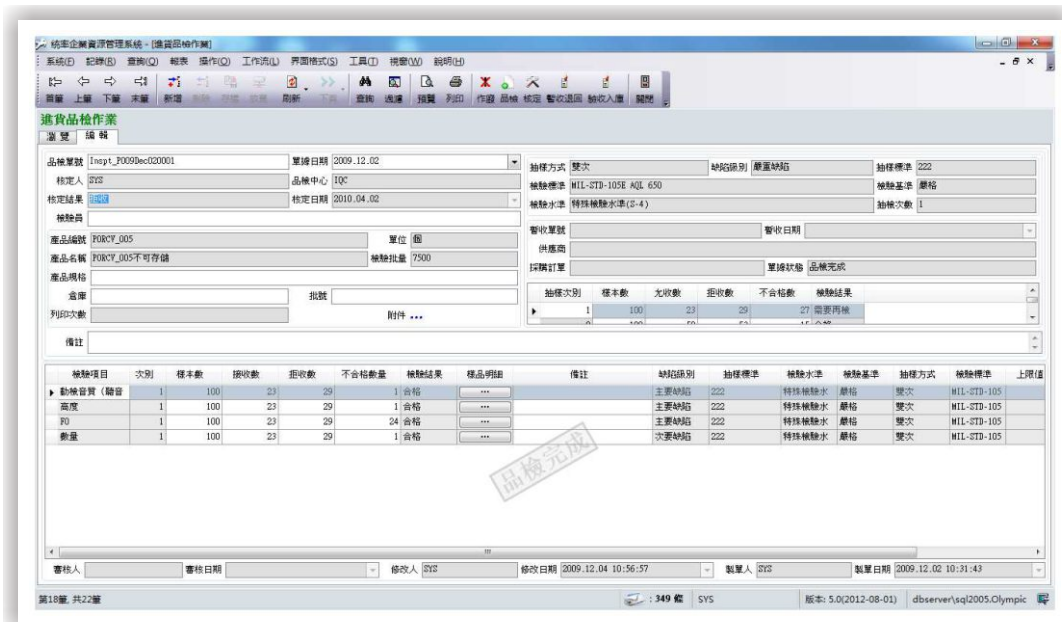 統率企業資源管理系統 - [進貨品檢作業]
系統(F) 記錄(R) 查詢(Q) 報表 操作(O) 工作流(L) 界面格式(S) 工具(T) 視窗(W) 說明(H)
首筆 上筆 下筆 末筆 新增 刷新 查詢 過濾 預覽 列印 作廢 品檢 核定 暫收退回 驗收入庫 關閉
進貨品檢作業
瀏覽 編輯
品檢單號 Inspt_P009Dec020001 單據日期 2009.12.02 抽樣方式 雙次 缺陷級別 嚴重缺陷 抽樣標準 222
核定人 SYS 品檢中心 IQC 檢驗標準 MIL-STD-105E AQL 650 檢驗基準 嚴格
核定結果 核定日期 2010.04.02 檢驗水準 特殊檢驗水準(S-4) 抽檢次數 1
檢驗員 暫收單號 暫收日期
產品編號 PORCV_005 單位 個 供應商
產品名稱 PORCV_005不可存儲 檢驗批量 7500 採購訂單 單據狀態 品檢完成
產品規格
倉庫 批號 抽樣次別 樣本數 允收數 拒收數 不合格數 檢驗結果
列印次數 附件 ... 1 100 23 29 27 需要再檢
備註
檢驗項目 次別 樣本數 接收數 拒收數 不合格數量 檢驗結果 樣品明細 備註 缺陷級別 抽樣標準 檢驗水準 檢驗基準 抽樣方式 檢驗標準 上限值
動檢音質（聽音 1 100 23 29 1 合格 ... 主要缺陷 222 特殊檢驗水 嚴格 雙次 MIL-STD-105
高度 1 100 23 29 1 合格 ... 主要缺陷 222 特殊檢驗水 嚴格 雙次 MIL-STD-105
F0 1 100 23 29 24 合格 ... 主要缺陷 222 特殊檢驗水 嚴格 雙次 MIL-STD-105
數量 1 100 23 29 1 合格 ... 次要缺陷 222 特殊檢驗水 嚴格 雙次 MIL-STD-105
品檢完成
審核人 審核日期 修改人 SYS 修改日期 2009.12.04 10:56:57 製單人 SYS 製單日期 2009.12.02 10:31:43
第18筆, 共22筆 : 349 條 SYS 版本: 5.0(2012-08-01) dbserver\sql2005.Olympic